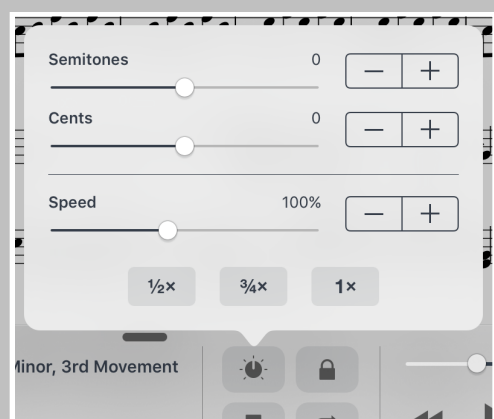 Semitones 0
Cents 0
Speed 100%
½× ¾× 1×
Minor, 3rd Movement